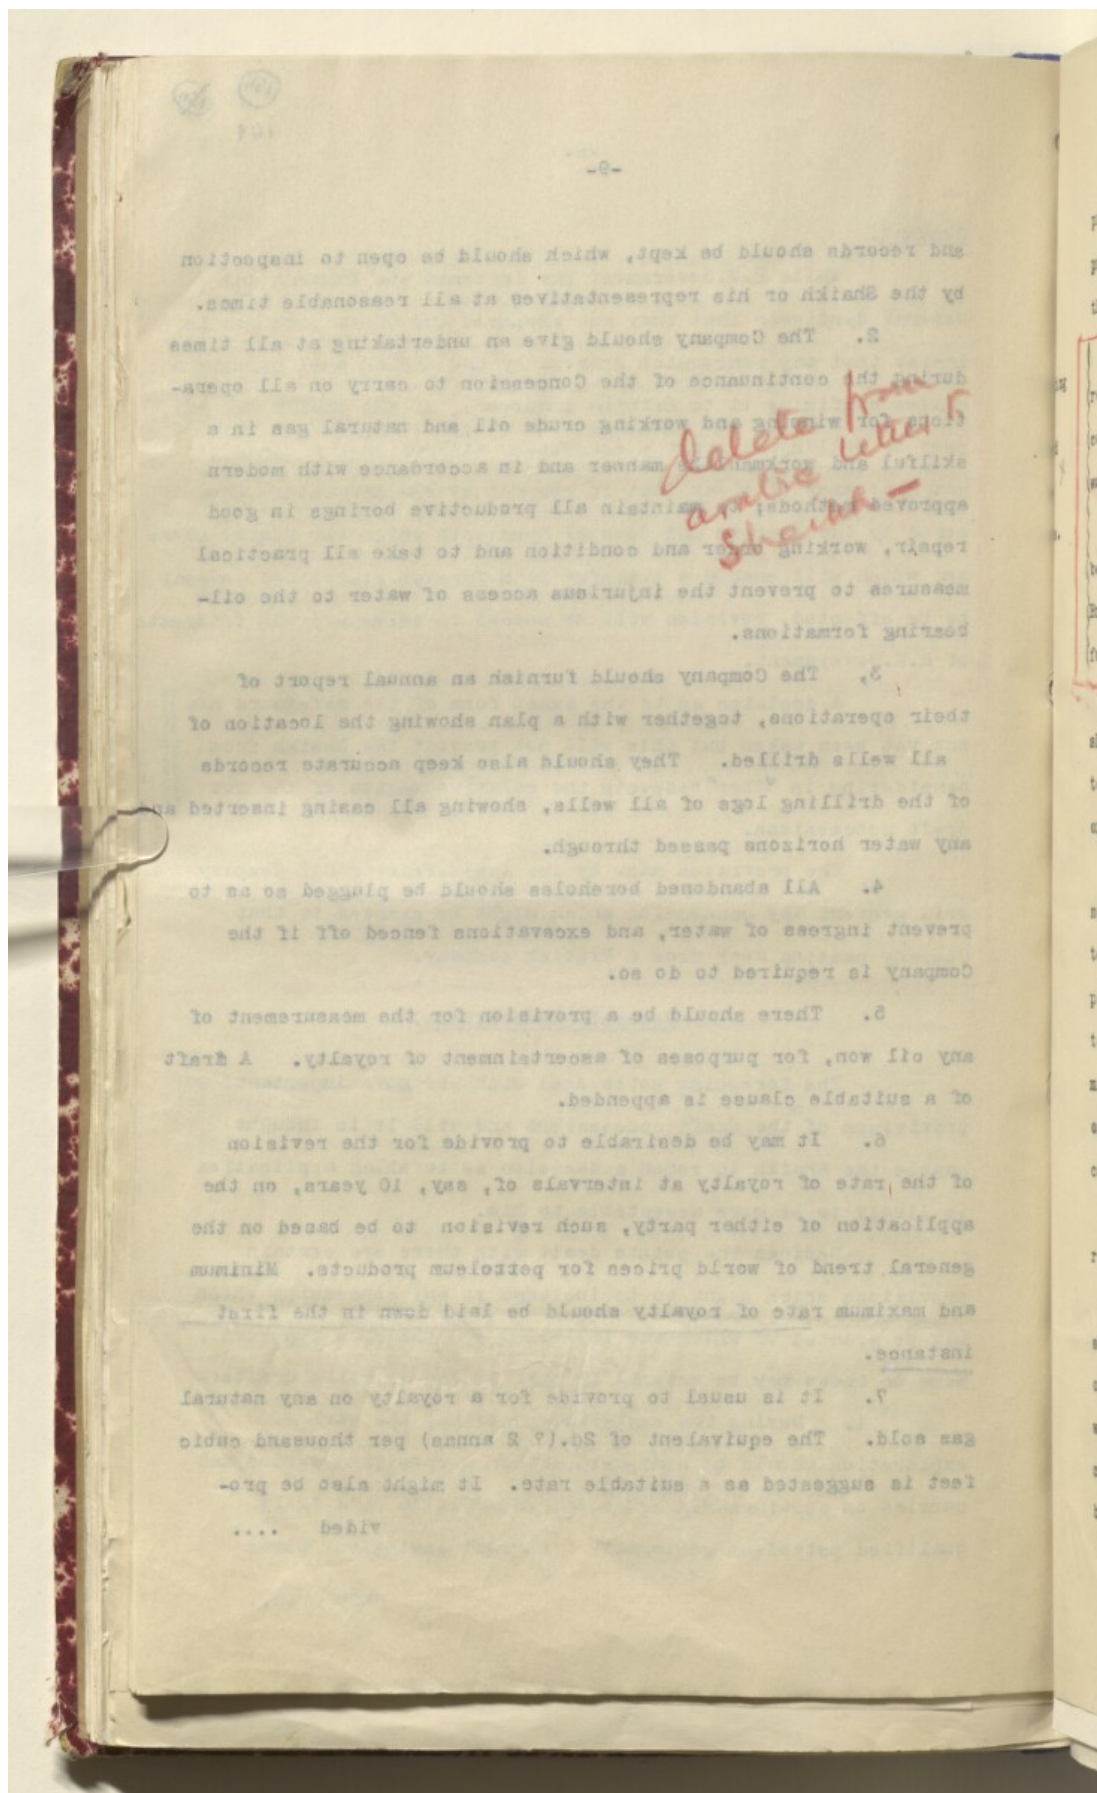 delete from
arabic letter to
Sheikh —
-9-
and records should be kept, which should be open to inspection
by the Shaikh or his representatives at all reasonable times.
2. The Company should give an undertaking at all times
during the continuance of the Concession to carry on all opera-
tions for winning and working crude oil and natural gas in a
skilful and workmanlike manner and in accordance with modern
approved methods; to maintain all productive borings in good
repair, working order and condition and to take all practical
measures to prevent the injurious access of water to the oil-
bearing formations.
3, The Company should furnish an annual report of
their operations, together with a plan showing the location of
all wells drilled. They should also keep accurate records
of the drilling logs of all wells, showing all casing inserted an
any water horizons passed through.
4. All abandoned boreholes should be plugged so as to
prevent ingress of water, and excavations fenced off if the
Company is required to do so.
5. There should be a provision for the measurement of
any oil won, for purposes of ascertainment of royalty. A draft
of a suitable clause is appended.
6. It may be desirable to provide for the revision
of the rate of royalty at intervals of, say, 10 years, on the
application of either party, such revision to be based on the
general trend of world prices for petroleum products. Minimum
and maximum rate of royalty should be laid down in the first
instance.
7. It is usual to provide for a royalty on any natural
gas sold. The equivalent of 2d.(? 2 annas) per thousand cubic
feet is suggested as a suitable rate. It might also be pro-
vided ....